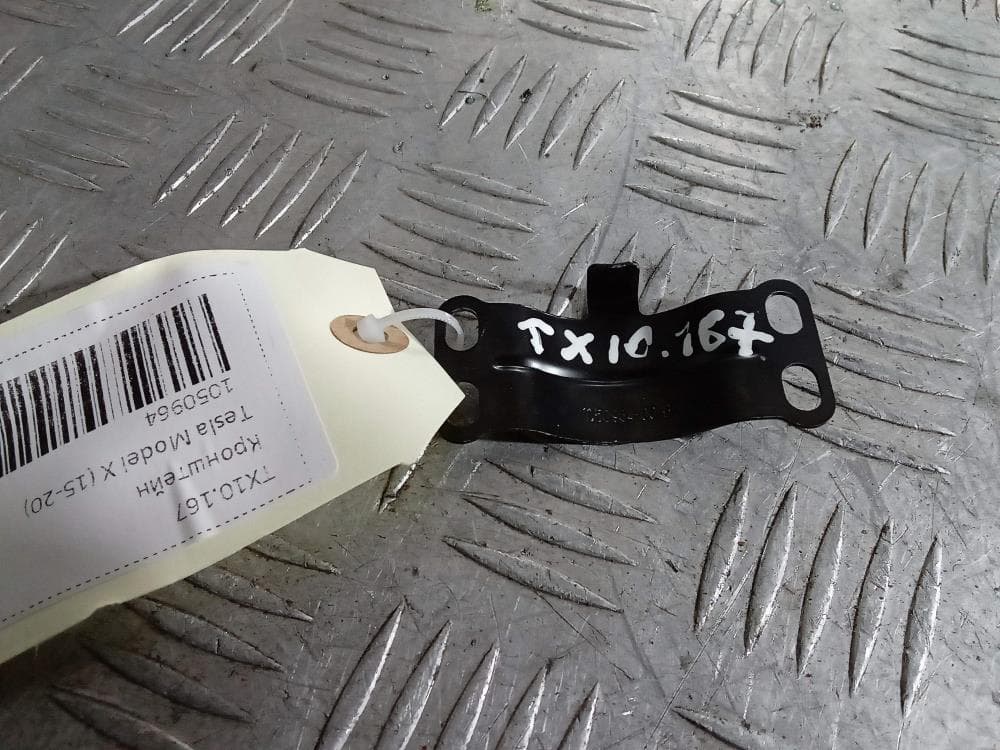 TX10.167
Кронштейн
Tesla Model X (15-20)
1050964
TX10.167